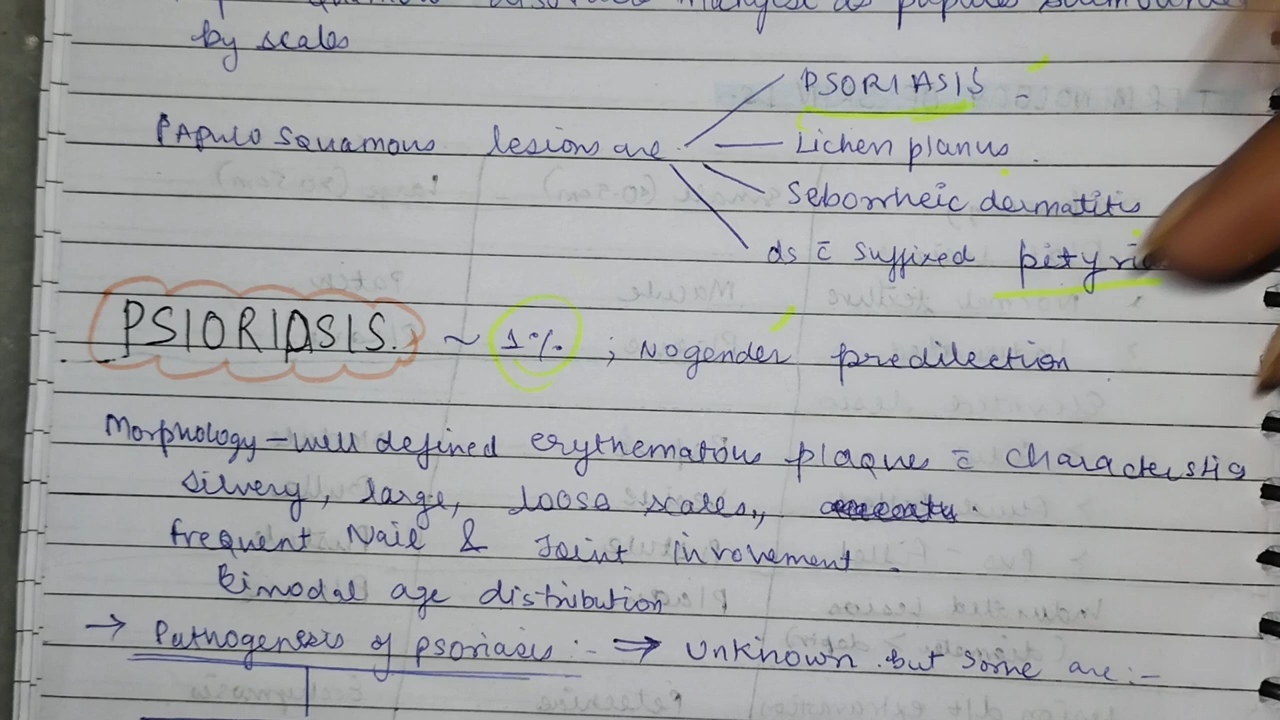 by scales
PSORIASIS
PAPulo squamous lesions are
Lichen planus.
Seborrheic dermatitis
ds c̄ suffixed pityri
PSIORIASIS. ~ 1% ; No gender predilection
Morphology - well defined erythematous plaques c̄ characteristic
silvery, large, loose scales,,
frequent Nail & Joint involvement.
Bimodal age distribution
→ Pathogenesis of psoriasis :- ⇒ Unknown but some are :-